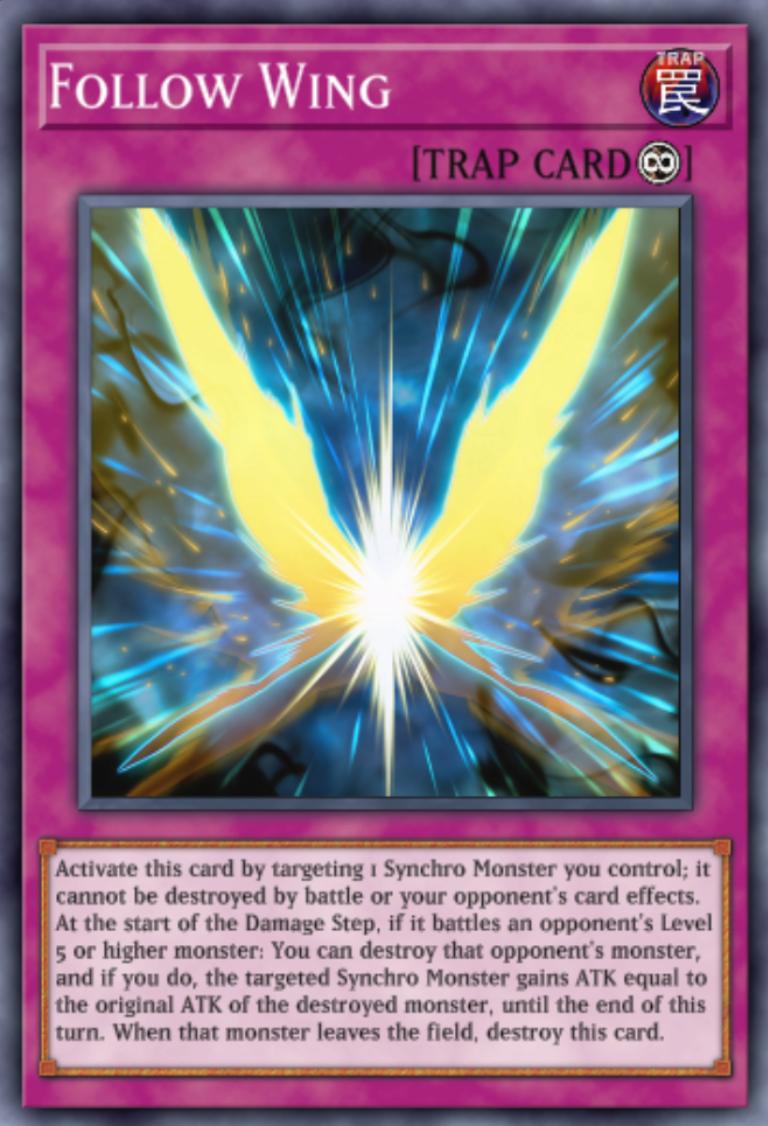 Follow Wing
TRAP
罠
[TRAP CARD]
Activate this card by targeting 1 Synchro Monster you control; it
cannot be destroyed by battle or your opponent's card effects.
At the start of the Damage Step, if it battles an opponent's Level
5 or higher monster: You can destroy that opponent's monster,
and if you do, the targeted Synchro Monster gains ATK equal to
the original ATK of the destroyed monster, until the end of this
turn. When that monster leaves the field, destroy this card.